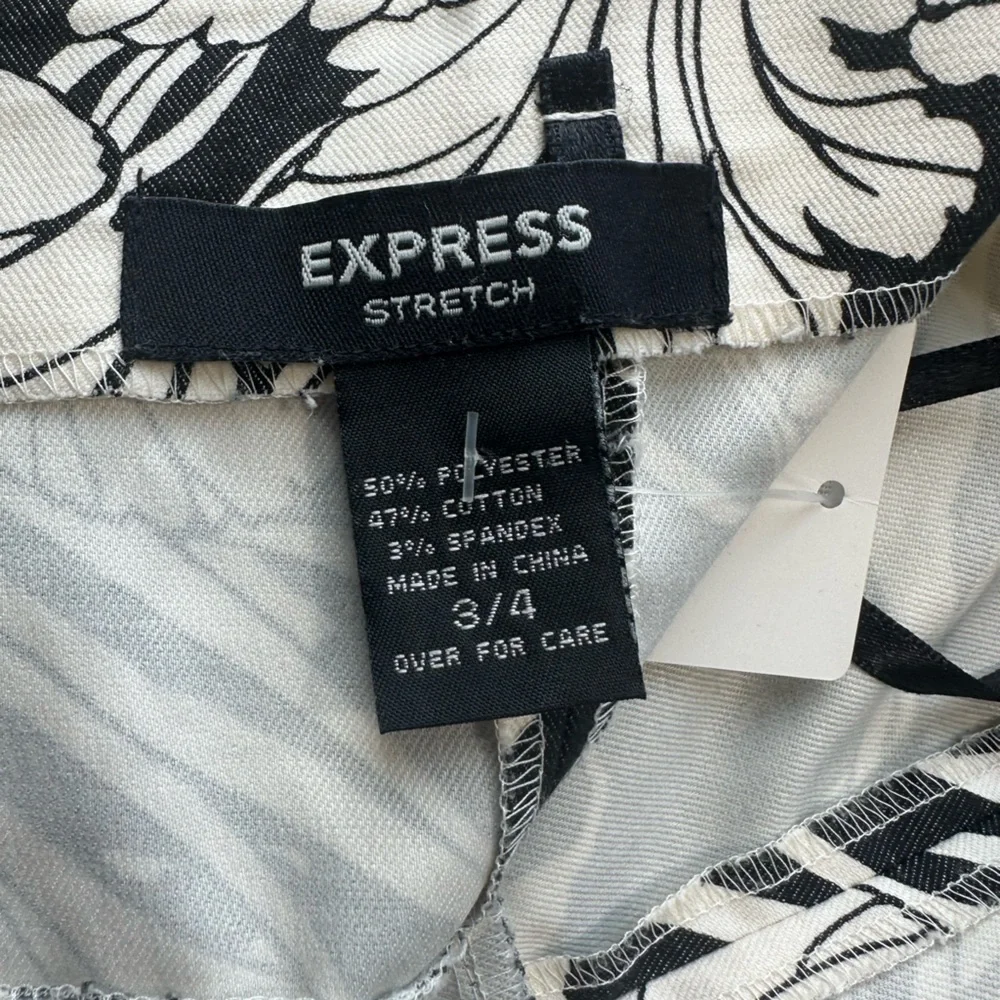 EXPRESS
STRETCH
50% POLYESTER
47% COTTON
3% SPANDEX
MADE IN CHINA
3/4
OVER FOR CARE